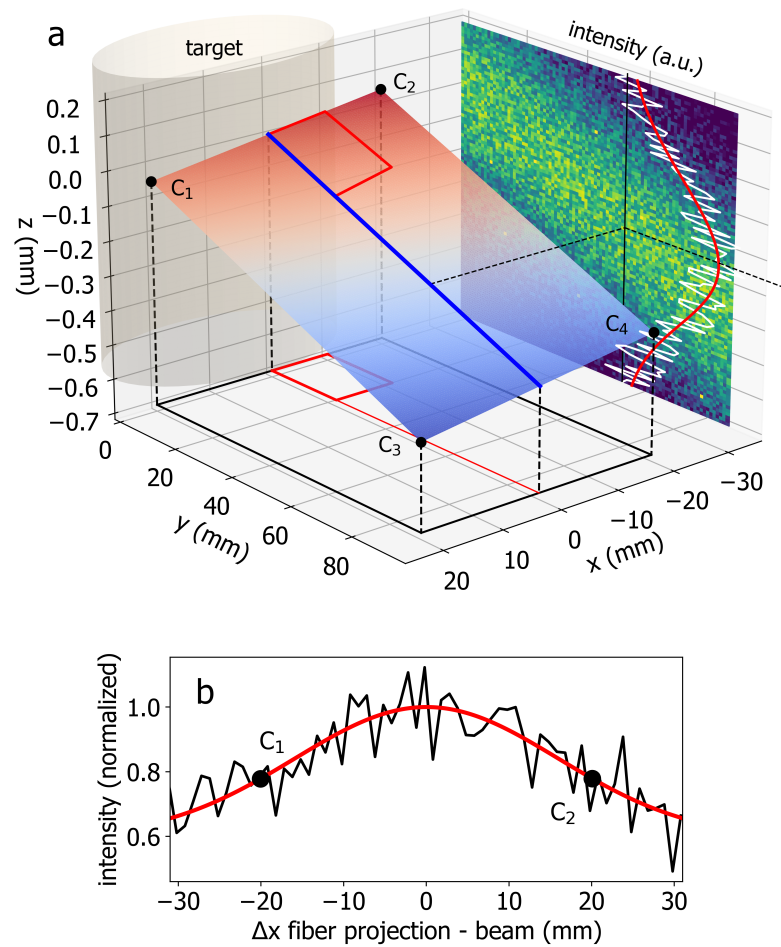 a
target
intensity (a.u.)
C2
C1
C4
C3
0.2
0.1
0.0
−0.1
−0.2
−0.3
−0.4
−0.5
−0.6
−0.7
z (mm)
0
20
40
60
80
y (mm)
20
10
0
−10
−20
−30
x (mm)
b
intensity (normalized)
1.0
0.8
0.6
C1
C2
−30 −20 −10 0 10 20 30
Δx fiber projection - beam (mm)